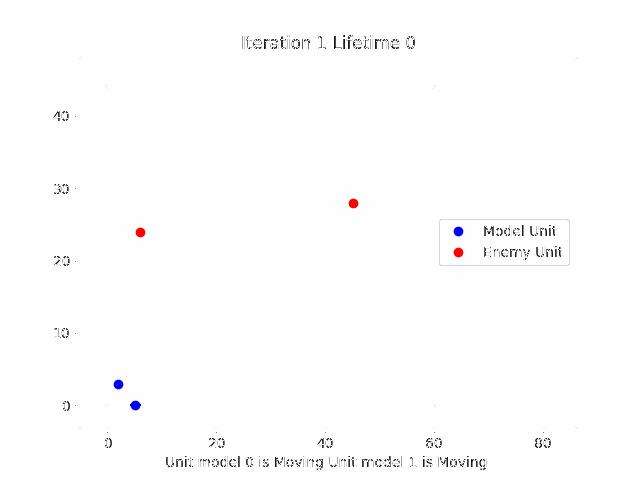 Iteration 1 Lifetime 0
40
30
20
10
0
Model Unit
Enemy Unit
0 20 40 60 80
Unit model 0 is Moving Unit model 1 is Moving